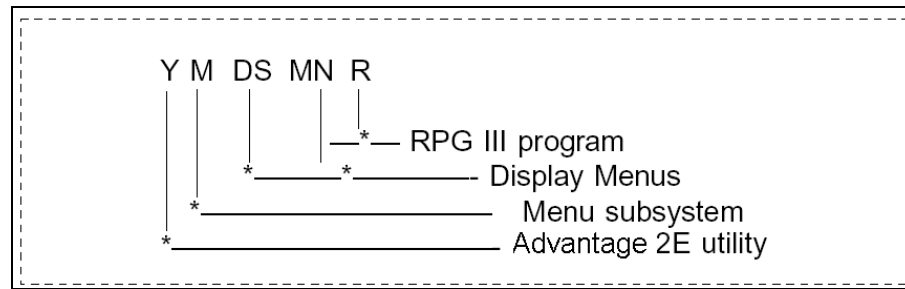 Y M DS MN R
RPG III program
Display Menus
Menu subsystem
Advantage 2E utility